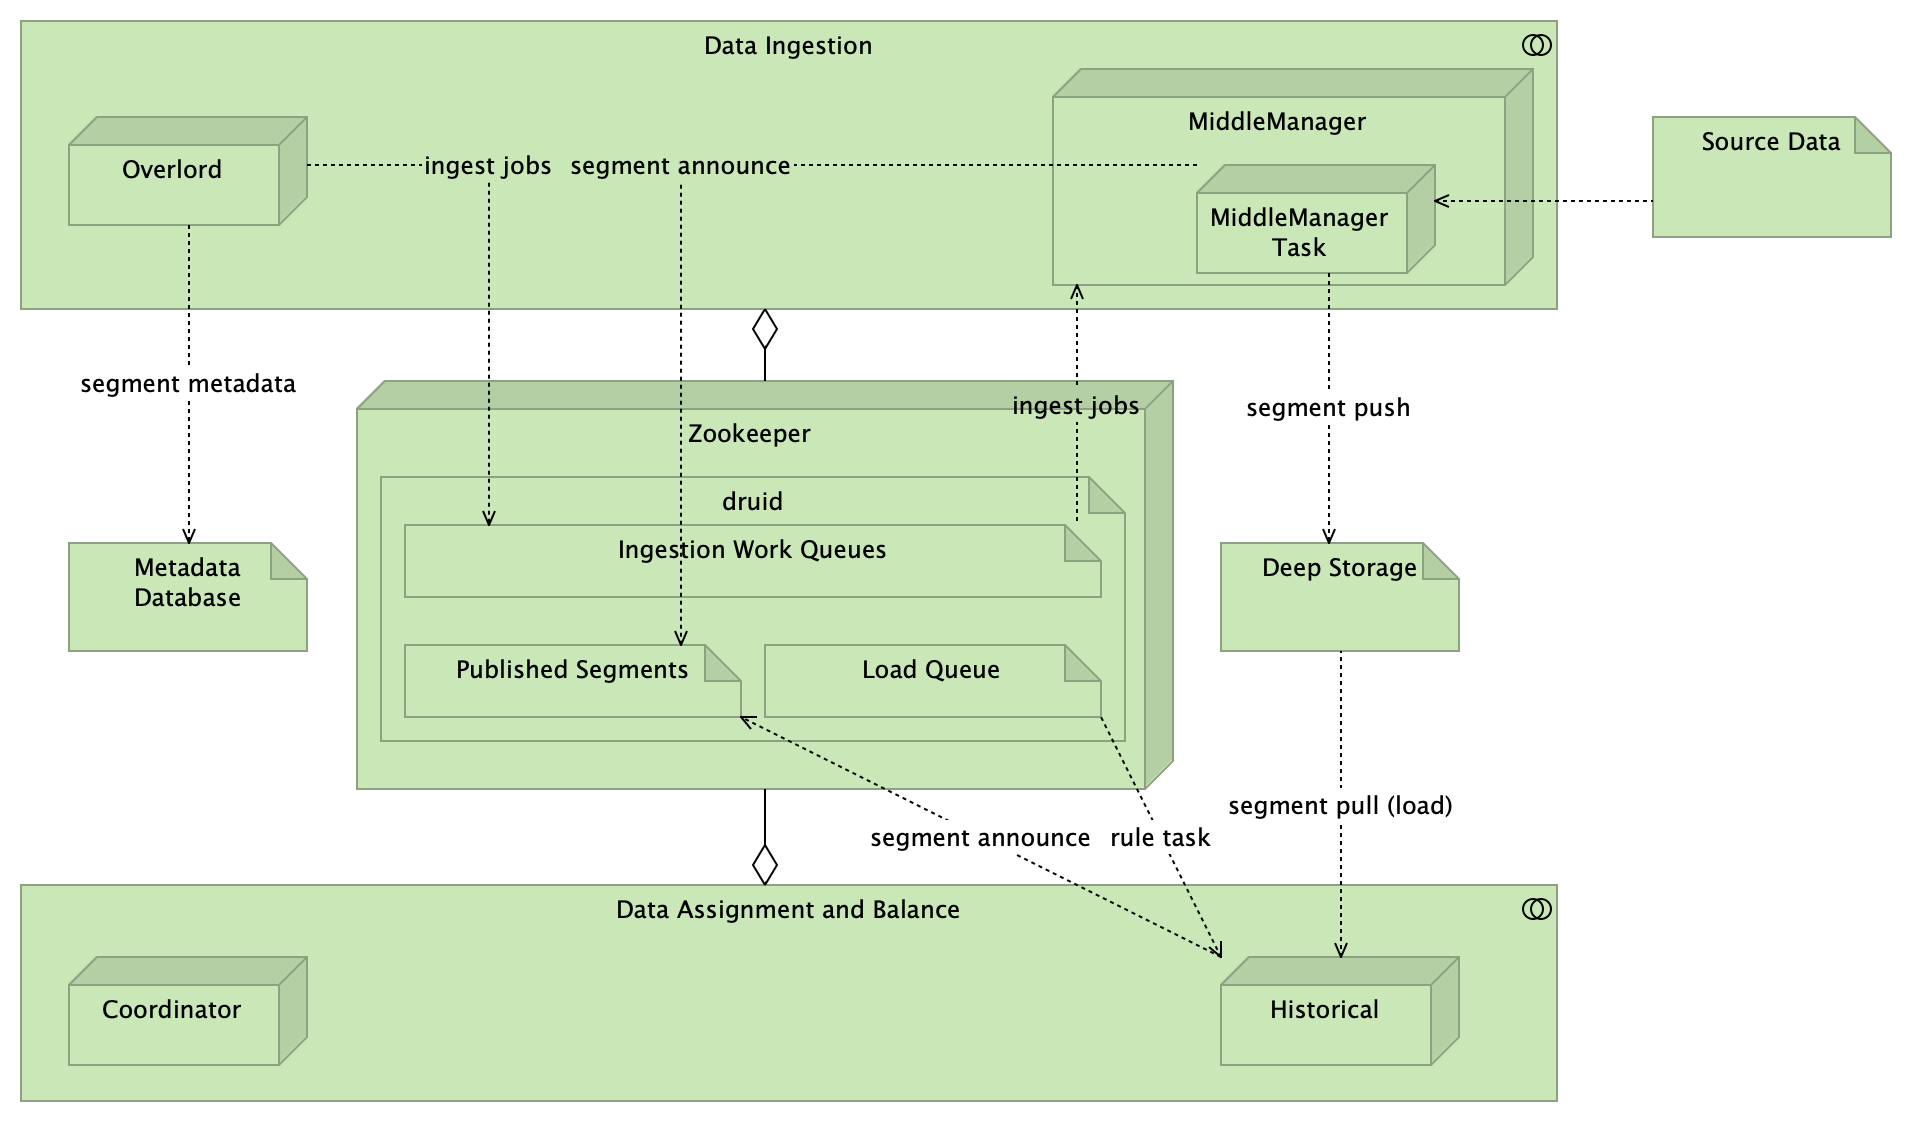 Data Ingestion
MiddleManager
Source Data
Overlord
ingest jobs
segment announce
MiddleManager
Task
segment metadata
ingest jobs
segment push
Zookeeper
druid
Ingestion Work Queues
Metadata
Database
Deep Storage
Published Segments
Load Queue
segment pull (load)
segment announce
rule task
Data Assignment and Balance
Coordinator
Historical